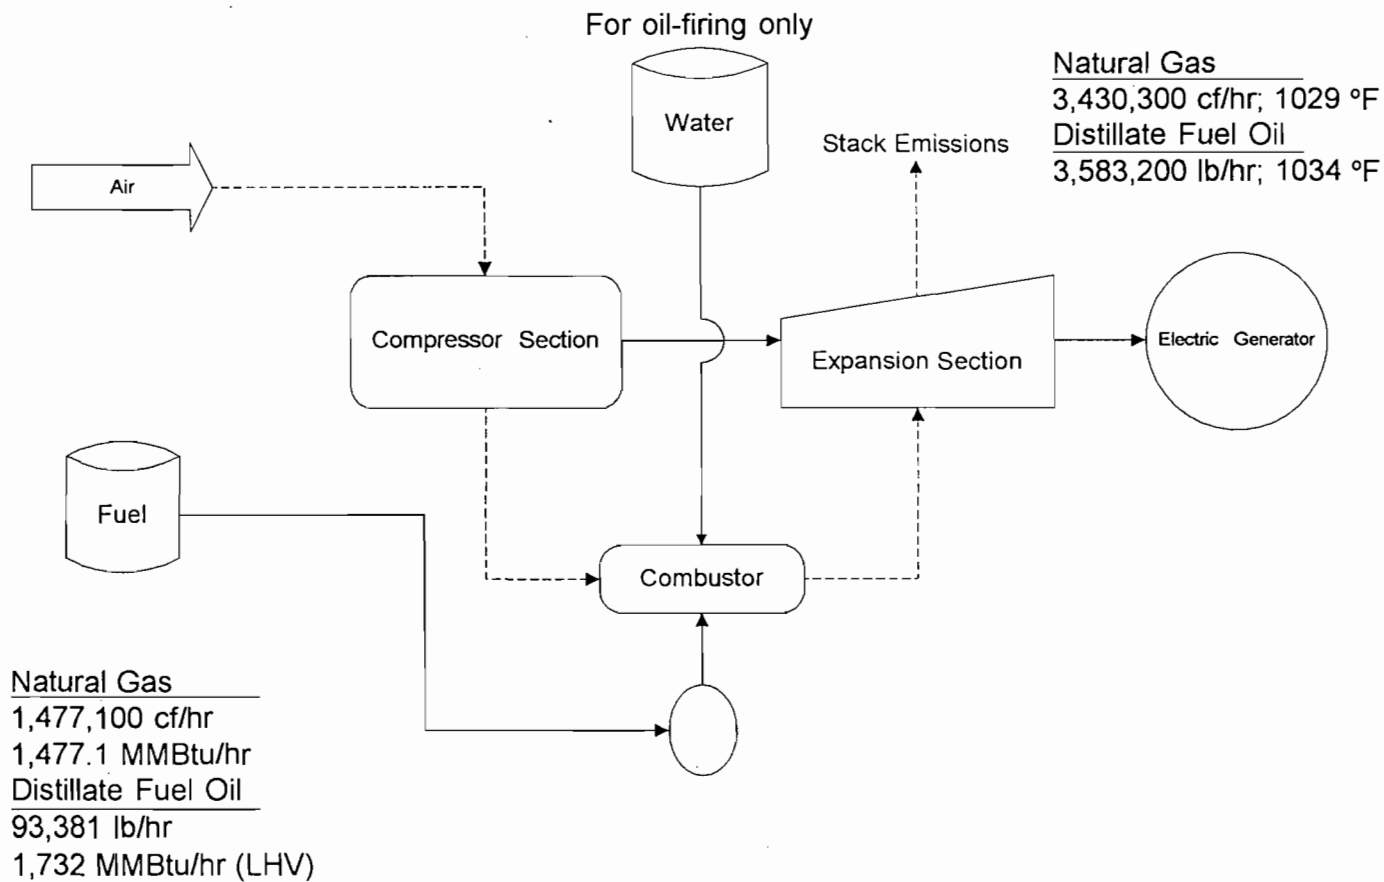 For oil-firing only
Water
Natural Gas
3,430,300 cf/hr; 1029 ºF
Distillate Fuel Oil
3,583,200 lb/hr; 1034 ºF
Stack Emissions
Air
Compressor Section
Expansion Section
Electric Generator
Fuel
Combustor
Natural Gas
1,477,100 cf/hr
1,477.1 MMBtu/hr
Distillate Fuel Oil
93,381 lb/hr
1,732 MMBtu/hr (LHV)